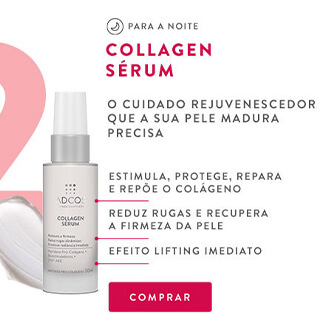 PARA A NOITE
2
COLLAGEN
SÉRUM
O CUIDADO REJUVENESCEDOR
QUE A SUA PELE MADURA
PRECISA
ADCOS
COLLAGEN
SÉRUM
ESTIMULA, PROTEGE, REPARA
E REPÕE O COLÁGENO
REDUZ RUGAS E RECUPERA
A FIRMEZA DA PELE
EFEITO LIFTING IMEDIATO
COMPRAR